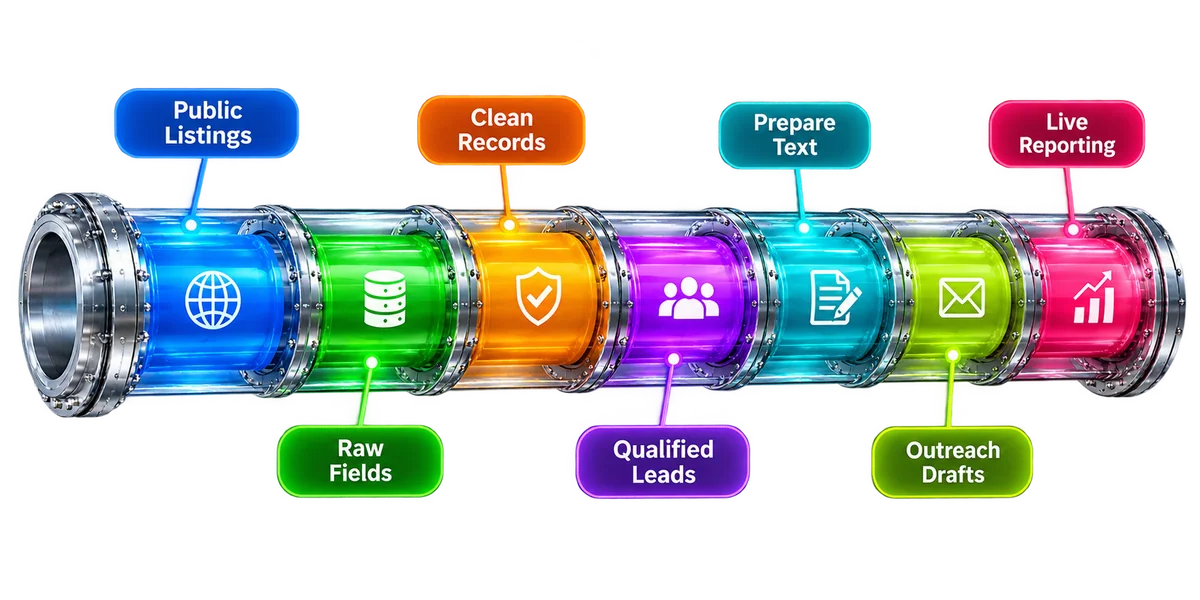 Public
Listings
Raw
Fields
Clean
Records
Qualified
Leads
Prepare
Text
Outreach
Drafts
Live
Reporting